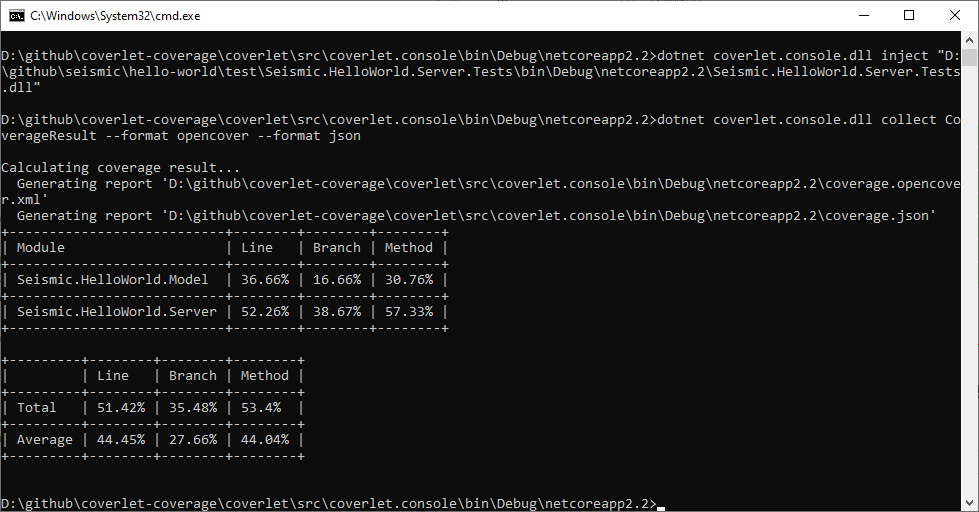 C:\Windows\System32\cmd.exe
D:\github\coverlet-coverage\coverlet\src\coverlet.console\bin\Debug\netcoreapp2.2>dotnet coverlet.console.dll inject "D:
\github\seismic\hello-world\test\Seismic.HelloWorld.Server.Tests\bin\Debug\netcoreapp2.2\Seismic.HelloWorld.Server.Tests
.dll"
D:\github\coverlet-coverage\coverlet\src\coverlet.console\bin\Debug\netcoreapp2.2>dotnet coverlet.console.dll collect Co
verageResult --format opencover --format json
Calculating coverage result...
  Generating report 'D:\github\coverlet-coverage\coverlet\src\coverlet.console\bin\Debug\netcoreapp2.2\coverage.opencove
r.xml'
  Generating report 'D:\github\coverlet-coverage\coverlet\src\coverlet.console\bin\Debug\netcoreapp2.2\coverage.json'
+---------------------------+--------+--------+--------+
| Module                    | Line   | Branch | Method |
+---------------------------+--------+--------+--------+
| Seismic.HelloWorld.Model  | 36.66% | 16.66% | 30.76% |
+---------------------------+--------+--------+--------+
| Seismic.HelloWorld.Server | 52.26% | 38.67% | 57.33% |
+---------------------------+--------+--------+--------+
+---------+--------+--------+--------+
|         | Line   | Branch | Method |
+---------+--------+--------+--------+
| Total   | 51.42% | 35.48% | 53.4%  |
+---------+--------+--------+--------+
| Average | 44.45% | 27.66% | 44.04% |
+---------+--------+--------+--------+
D:\github\coverlet-coverage\coverlet\src\coverlet.console\bin\Debug\netcoreapp2.2>